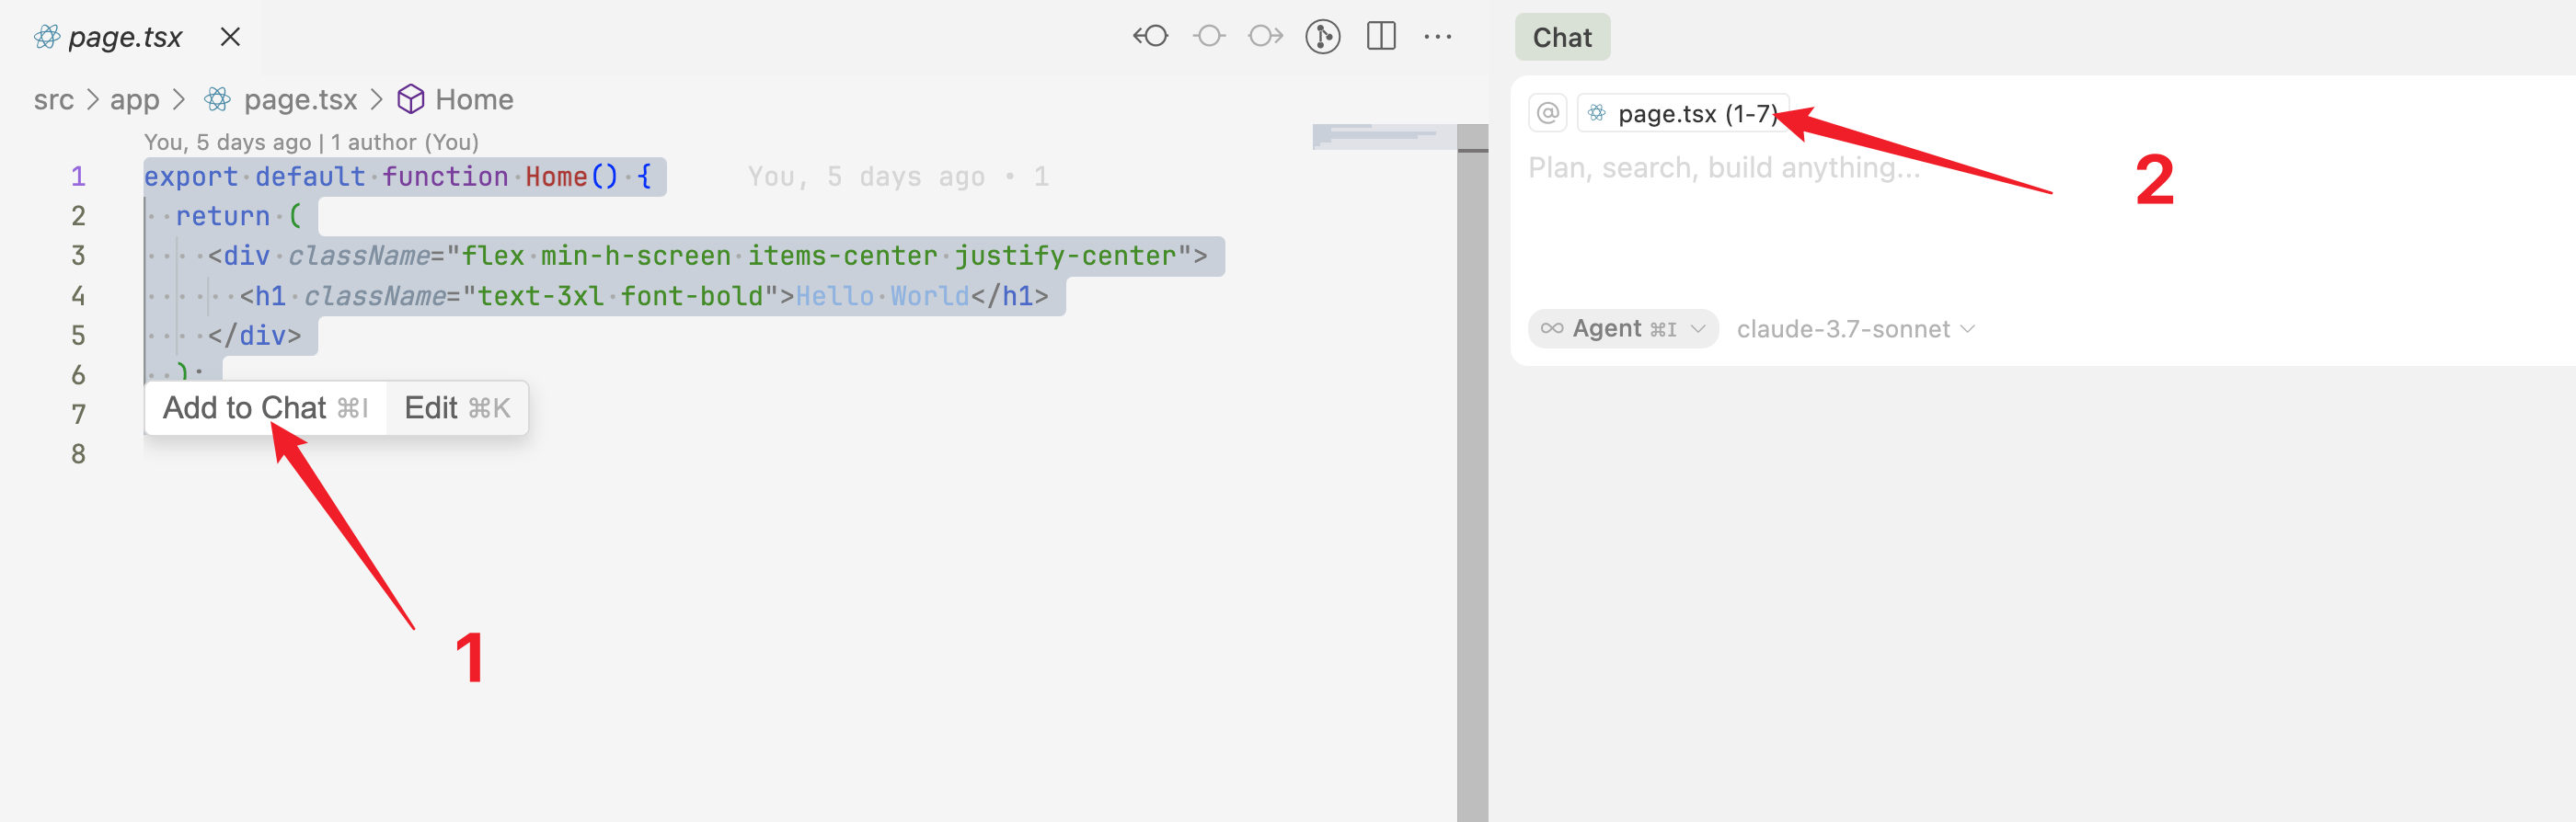 page.tsx
src > app > page.tsx > Home
You, 5 days ago | 1 author (You)
1 export default function Home() { You, 5 days ago • 1
2 return (
3 <div className="flex min-h-screen items-center justify-center">
4 <h1 className="text-3xl font-bold">Hello World</h1>
5 </div>
6 );
7
8
Add to Chat ⌘I Edit ⌘K
1
Chat
@ page.tsx (1-7)
Plan, search, build anything...
2
∞ Agent ⌘I claude-3.7-sonnet